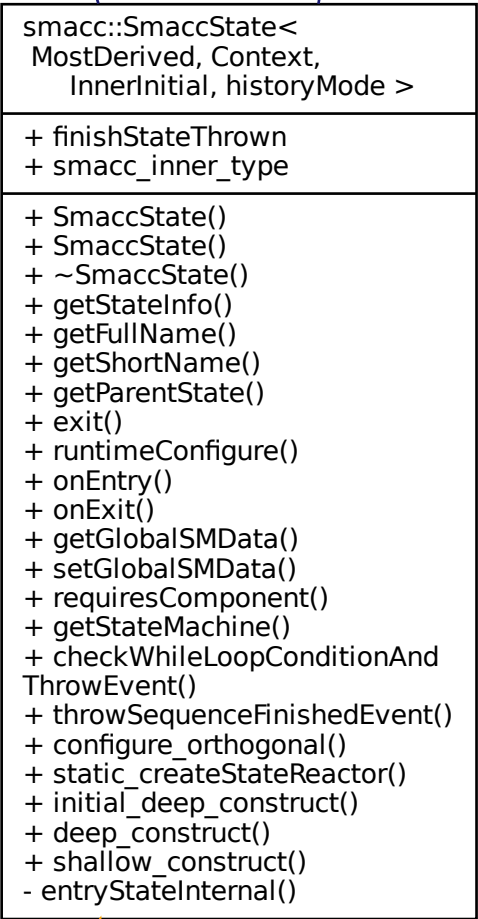 smacc::SmaccState<
MostDerived, Context,
InnerInitial, historyMode >
+ finishStateThrown
+ smacc_inner_type
+ SmaccState()
+ SmaccState()
+ ~SmaccState()
+ getStateInfo()
+ getFullName()
+ getShortName()
+ getParentState()
+ exit()
+ runtimeConfigure()
+ onEntry()
+ onExit()
+ getGlobalSMData()
+ setGlobalSMData()
+ requiresComponent()
+ getStateMachine()
+ checkWhileLoopConditionAnd
ThrowEvent()
+ throwSequenceFinishedEvent()
+ configure_orthogonal()
+ static_createStateReactor()
+ initial_deep_construct()
+ deep_construct()
+ shallow_construct()
- entryStateInternal()